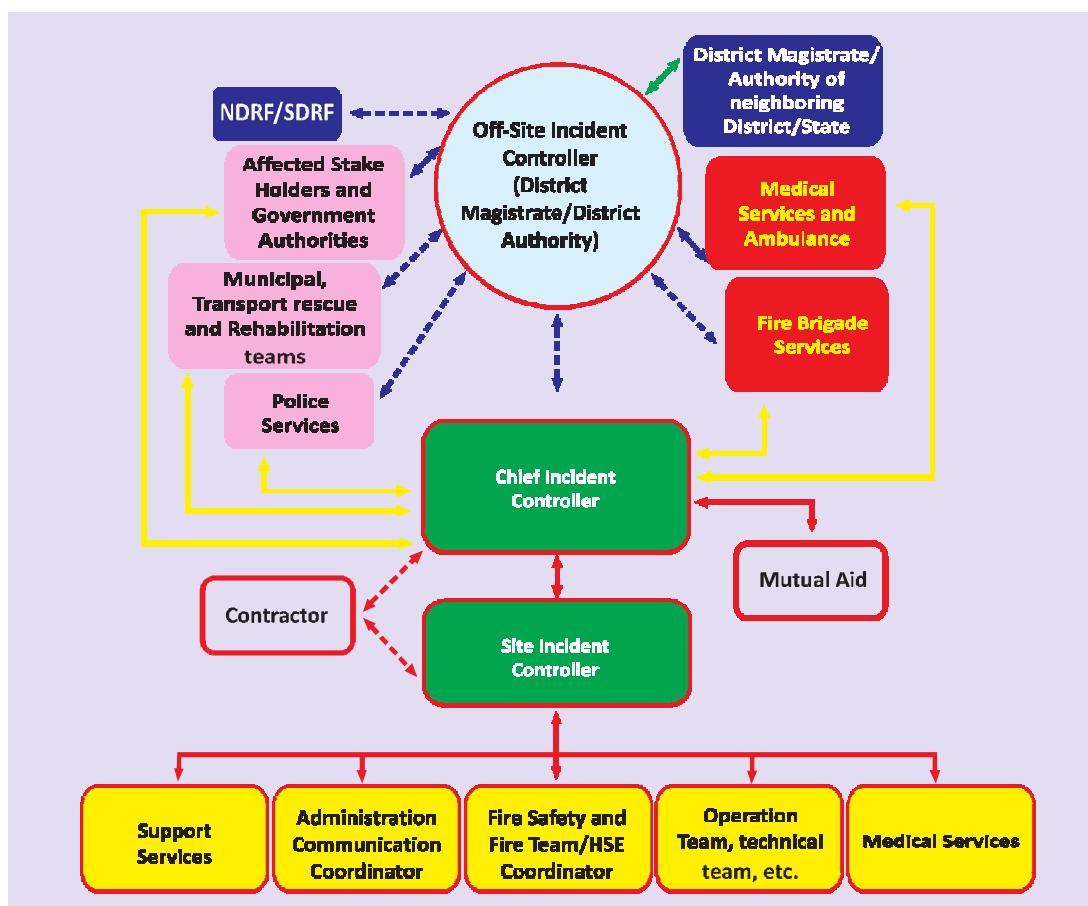 District Magistrate/
Authority of
neighboring
District/State
NDRF/SDRF
Off-Site Incident
Controller
(District
Magistrate/District
Authority)
Affected Stake
Holders and
Government
Authorities
Medical
Services and
Ambulance
Municipal,
Transport rescue
and Rehabilitation
teams
Fire Brigade
Services
Police
Services
Chief Incident
Controller
Mutual Aid
Contractor
Site Incident
Controller
Support
Services
Administration
Communication
Coordinator
Fire Safety and
Fire Team/HSE
Coordinator
Operation
Team, technical
team, etc.
Medical Services